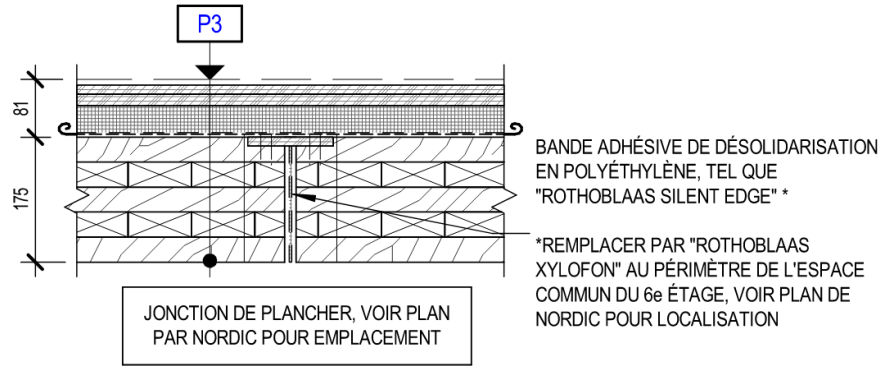 P3
81
175
BANDE ADHÉSIVE DE DÉSOLIDARISATION
EN POLYÉTHYLÈNE, TEL QUE
"ROTHOBLAAS SILENT EDGE" *
*REMPLACER PAR "ROTHOBLAAS
XYLOFON" AU PÉRIMÈTRE DE L'ESPACE
COMMUN DU 6e ÉTAGE, VOIR PLAN DE
NORDIC POUR LOCALISATION
JONCTION DE PLANCHER, VOIR PLAN
PAR NORDIC POUR EMPLACEMENT